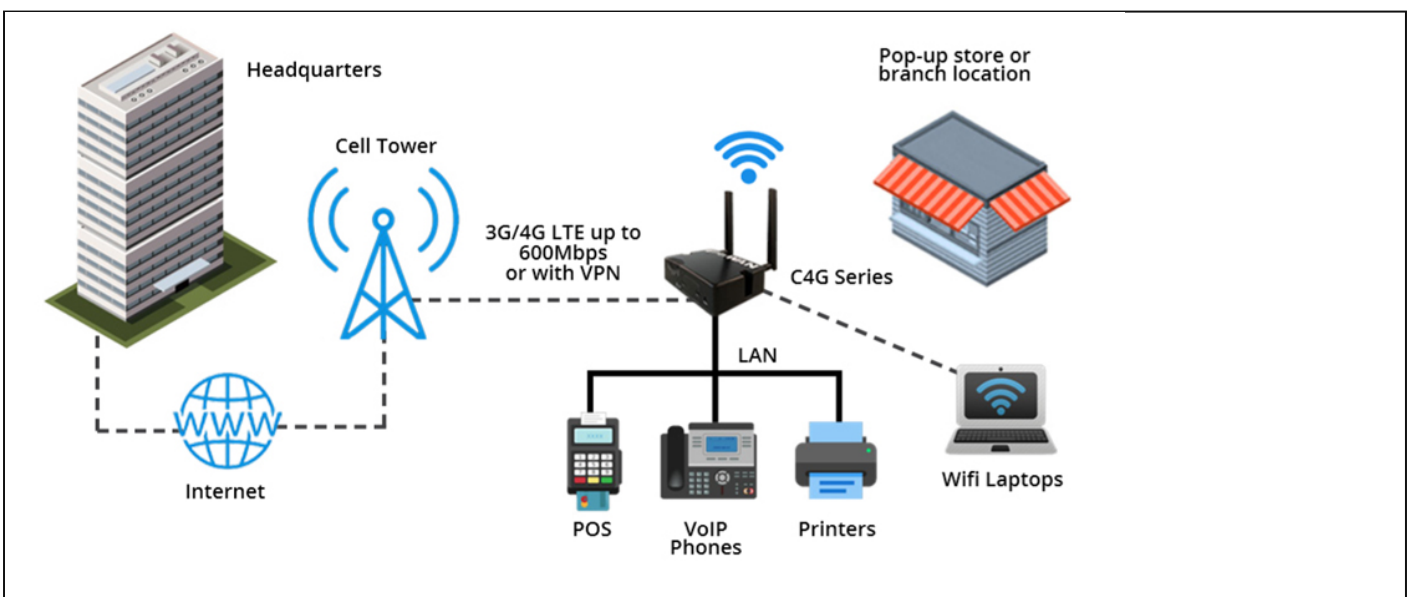 Headquarters
Pop-up store or
branch location
Cell Tower
3G/4G LTE up to
600Mbps
or with VPN
C4G Series
LAN
WWW
Internet
POS
VoIP
Phones
Printers
Wifi Laptops